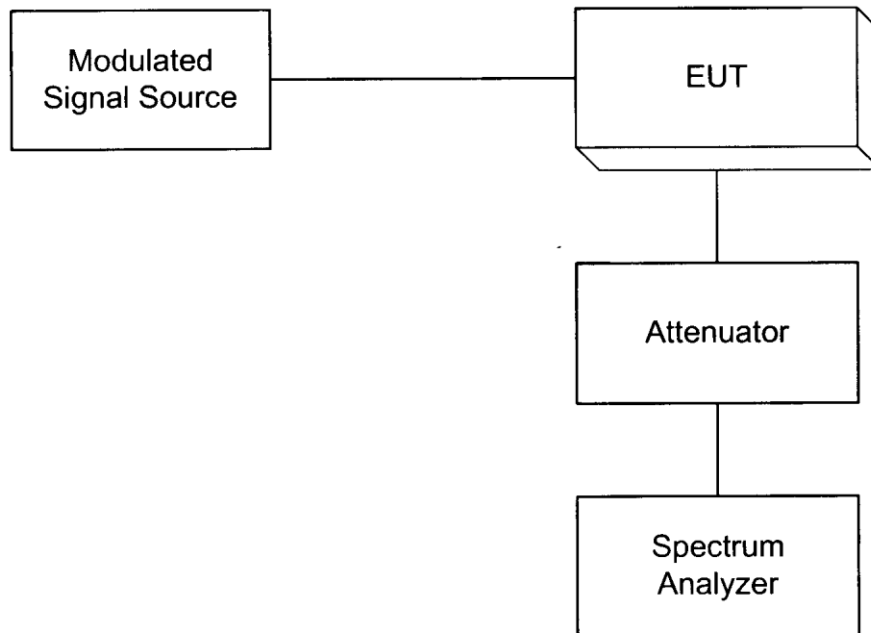 Modulated
Signal Source
EUT
Attenuator
Spectrum
Analyzer